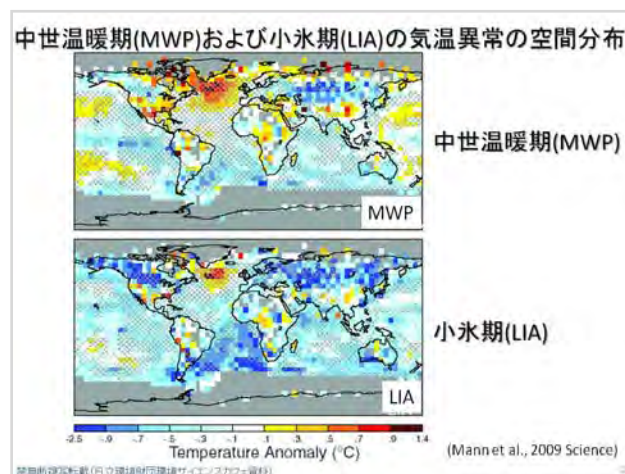 中世温暖期(MWP)および小氷期(LIA)の気温異常の空間分布
中世温暖期(MWP)
MWP
小氷期(LIA)
LIA
-2.5 -.9 -.7 -.5 -.3 -.1 .1 .3 .5 .7 .9 1.4
Temperature Anomaly (°C)
(Mann et al., 2009 Science)